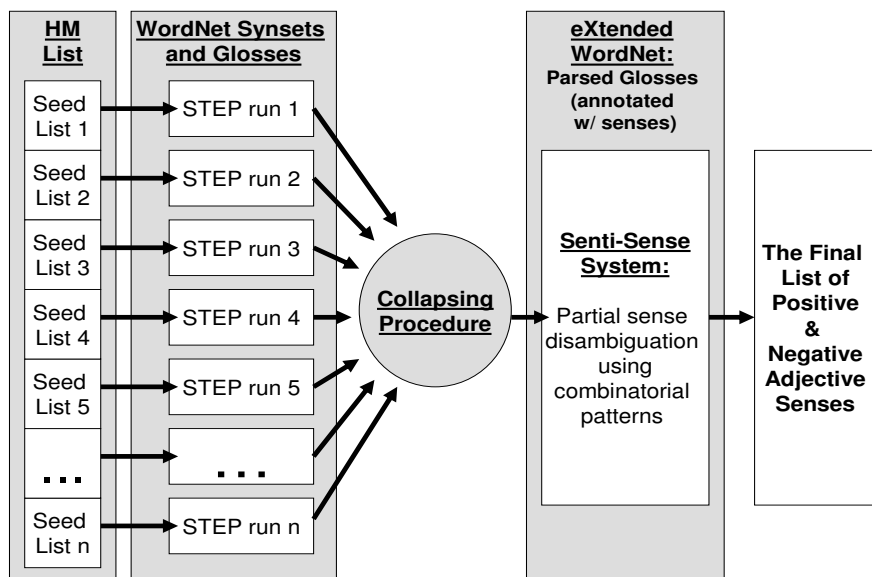 HM
List
Seed
List 1
Seed
List 2
Seed
List 3
Seed
List 4
Seed
List 5
...
Seed
List n
WordNet Synsets
and Glosses
STEP run 1
STEP run 2
STEP run 3
STEP run 4
STEP run 5
...
STEP run n
Collapsing
Procedure
eXtended
WordNet:
Parsed Glosses
(annotated
w/ senses)
Senti-Sense
System:
Partial sense
disambiguation
using
combinatorial
patterns
The Final
List of
Positive
&
Negative
Adjective
Senses